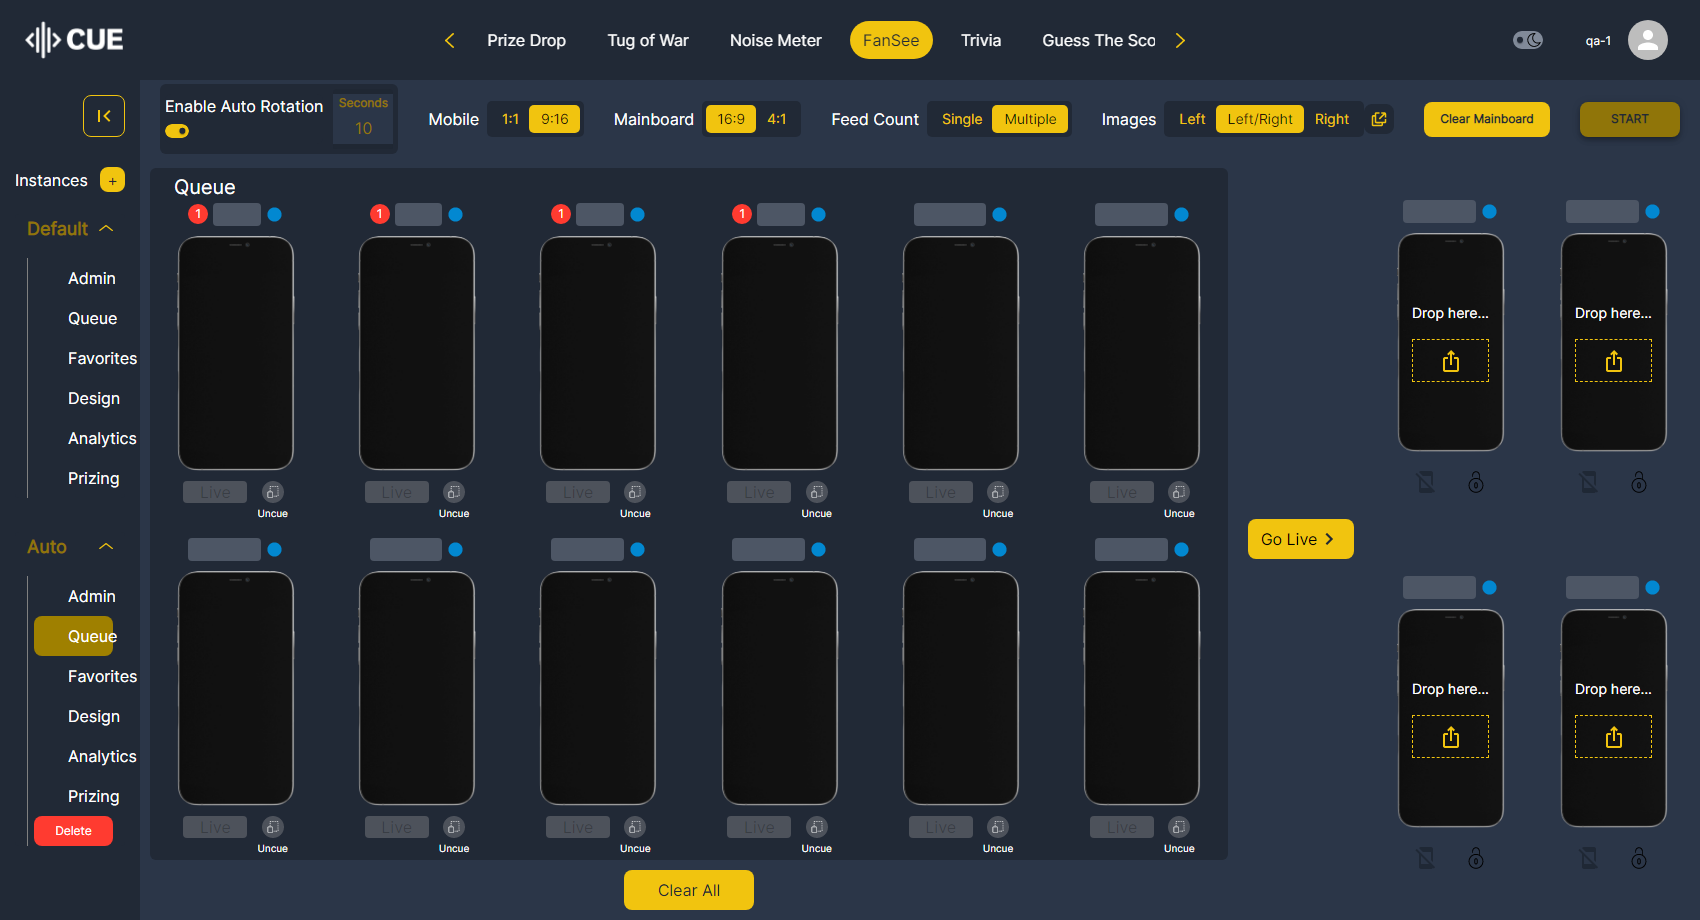 CUE
Prize Drop Tug of War Noise Meter FanSee Trivia Guess The Sco
qa-1
Enable Auto Rotation Seconds 10
Mobile 1:1 9:16 Mainboard 16:9 4:1 Feed Count Single Multiple Images Left Left/Right Right Clear Mainboard START
Instances +
Default
Admin
Queue
Favorites
Design
Analytics
Prizing
Auto
Admin
Queue
Favorites
Design
Analytics
Prizing
Delete
Queue
1 1 1 1
Live Live Live Live Live Live
Uncue Uncue Uncue Uncue Uncue Uncue
Live Live Live Live Live Live
Uncue Uncue Uncue Uncue Uncue Uncue
Clear All
Go Live
Drop here... Drop here...
Drop here... Drop here...